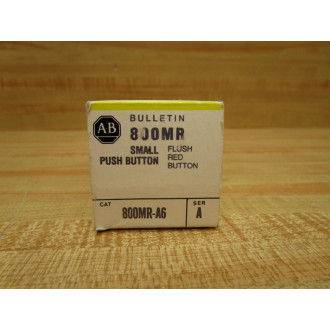 AB
BULLETIN
800MR
SMALL FLUSH
PUSH BUTTON RED
BUTTON
CAT SER
800MR-A6 A